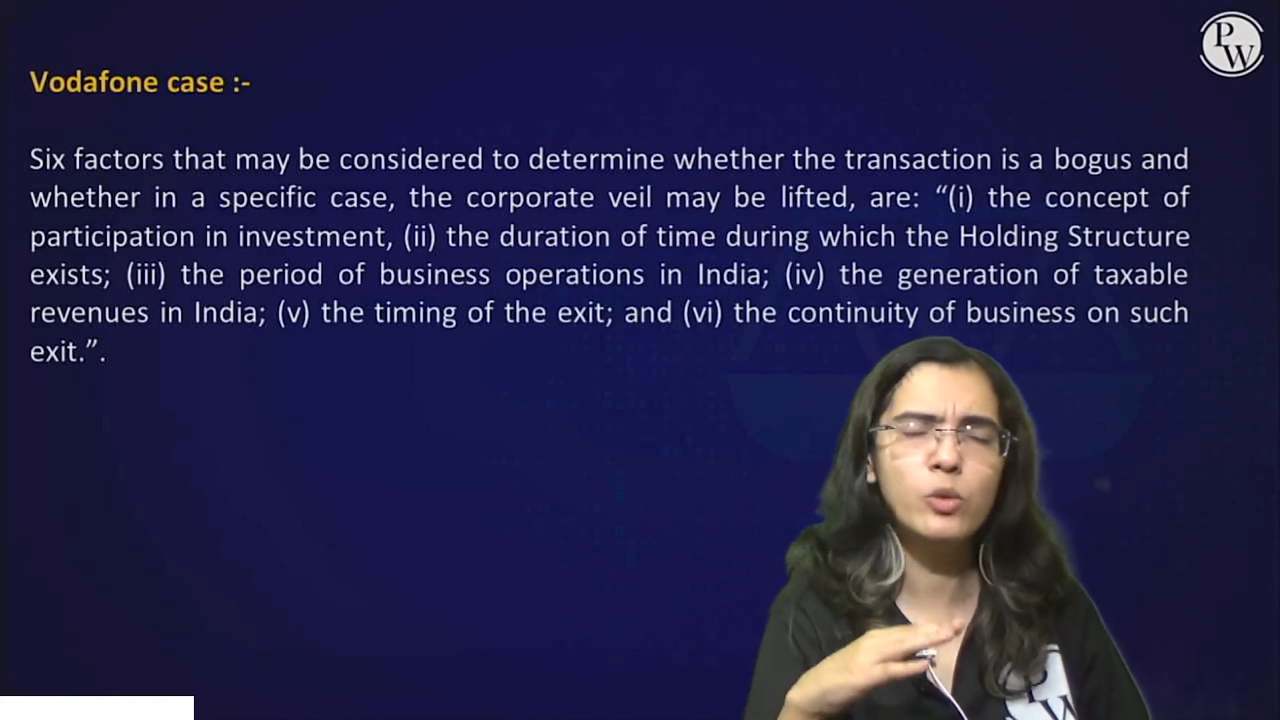 P
W
Vodafone case :-
Six factors that may be considered to determine whether the transaction is a bogus and
whether in a specific case, the corporate veil may be lifted, are: “(i) the concept of
participation in investment, (ii) the duration of time during which the Holding Structure
exists; (iii) the period of business operations in India; (iv) the generation of taxable
revenues in India; (v) the timing of the exit; and (vi) the continuity of business on such
exit.”.
P
W